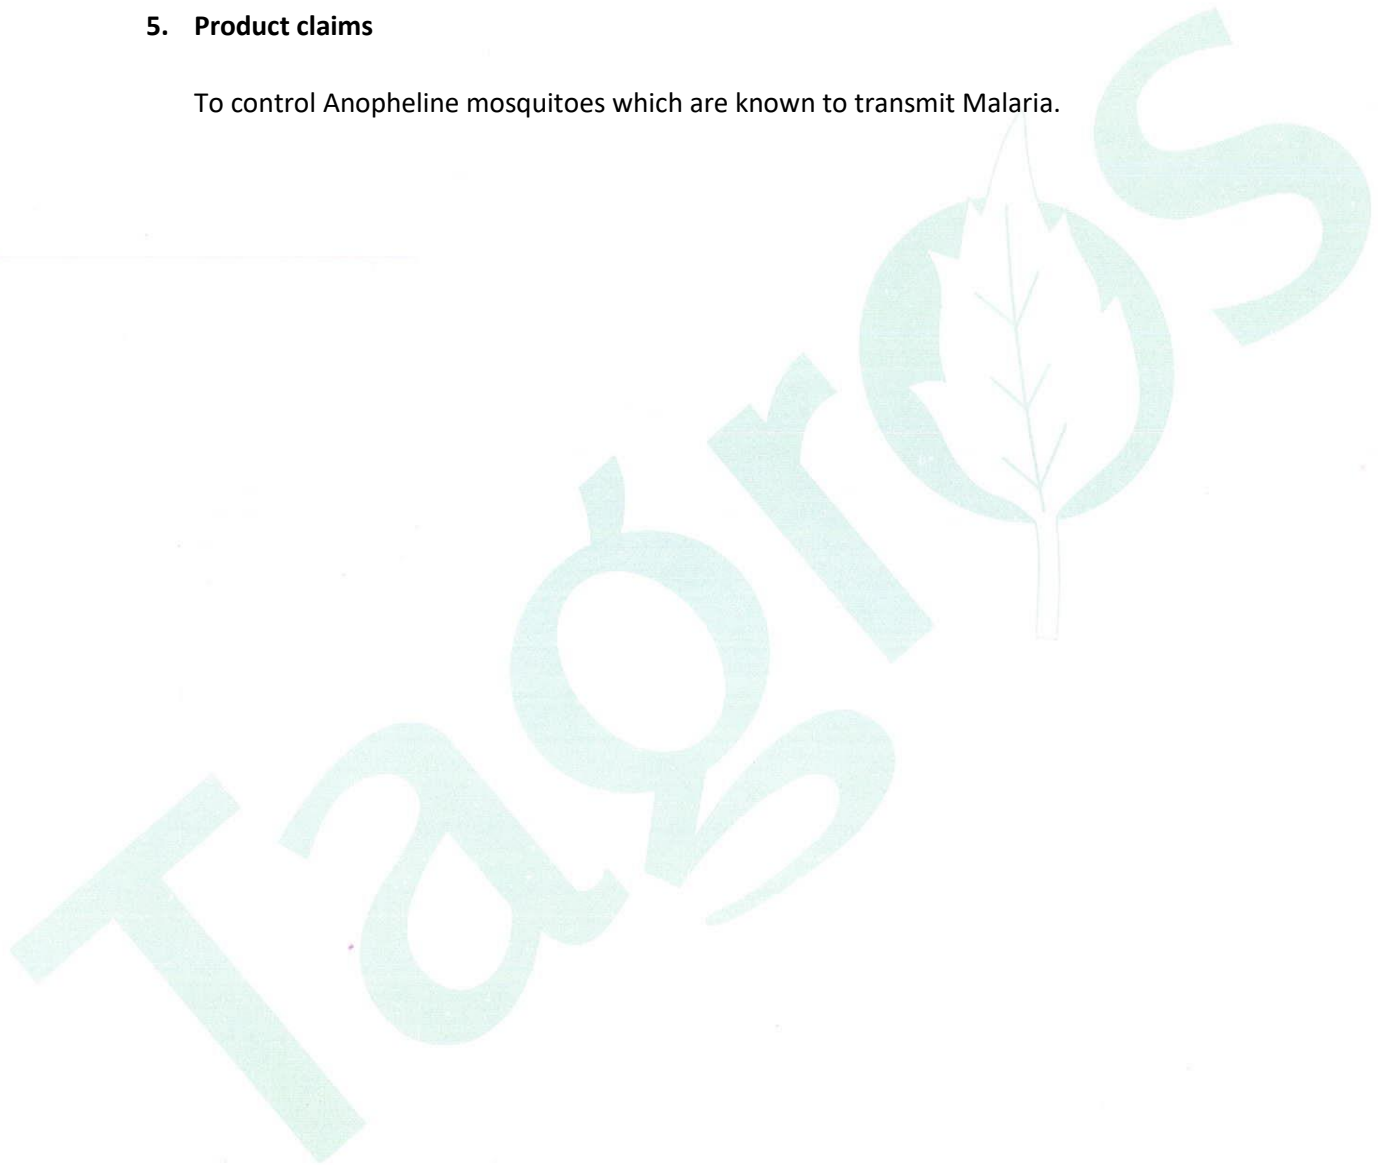 5. Product claims
To control Anopheline mosquitoes which are known to transmit Malaria.
Tagros